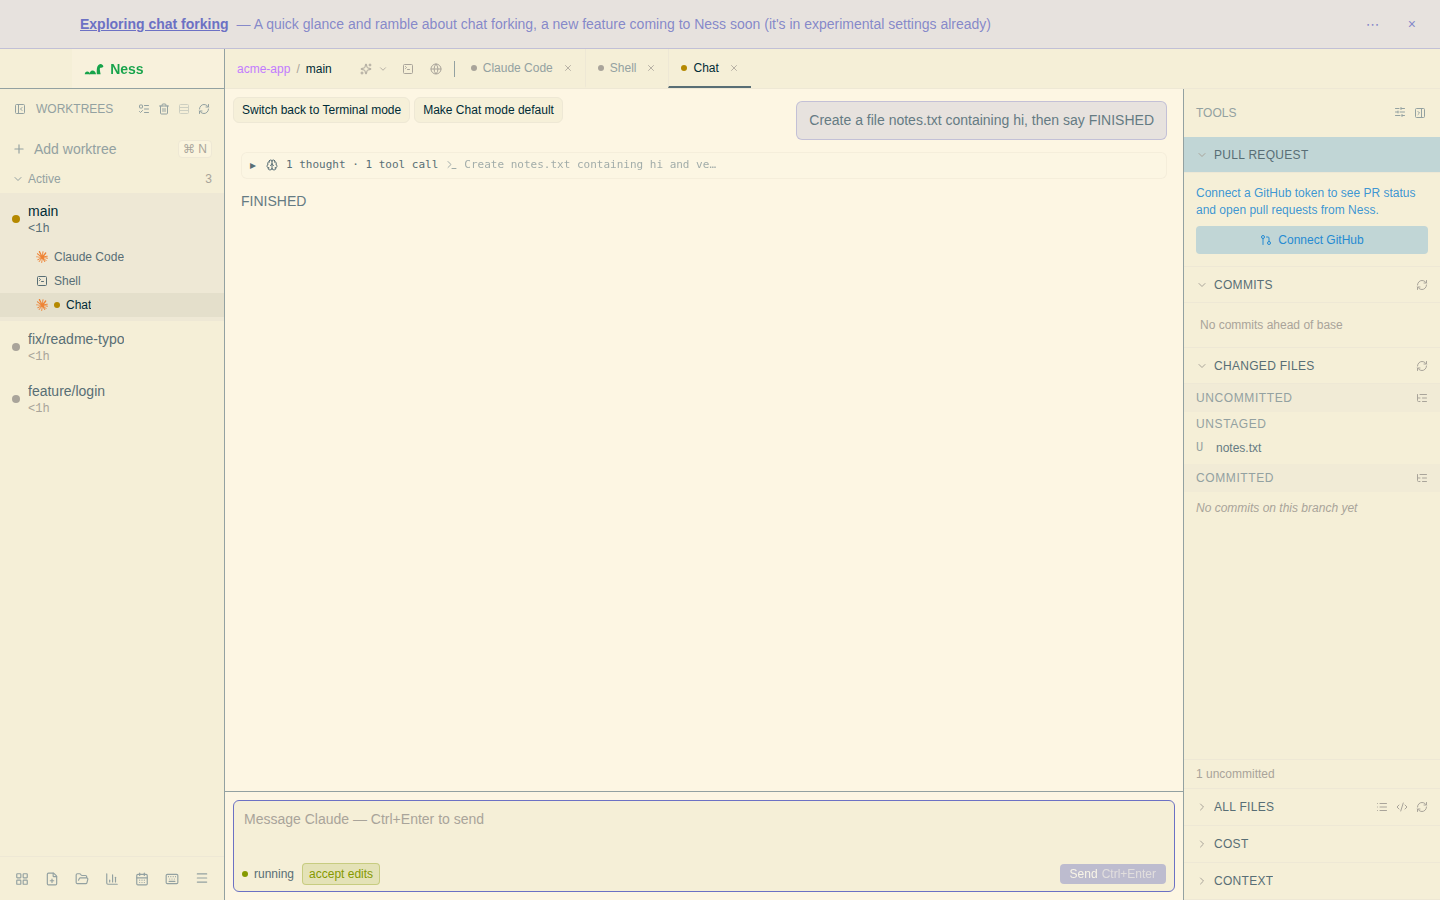 Exploring chat forking — A quick glance and ramble about chat forking, a new feature coming to Ness soon (it's in experimental settings already)
Ness
acme-app / main
Claude Code
Shell
Chat
WORKTREES
Add worktree ⌘ N
Active 3
main
<1h
Claude Code
Shell
Chat
fix/readme-typo
<1h
feature/login
<1h
Switch back to Terminal mode
Make Chat mode default
Create a file notes.txt containing hi, then say FINISHED
1 thought · 1 tool call >_ Create notes.txt containing hi and ve…
FINISHED
Message Claude — Ctrl+Enter to send
running
accept edits
Send Ctrl+Enter
TOOLS
PULL REQUEST
Connect a GitHub token to see PR status
and open pull requests from Ness.
Connect GitHub
COMMITS
No commits ahead of base
CHANGED FILES
UNCOMMITTED
UNSTAGED
U notes.txt
COMMITTED
No commits on this branch yet
1 uncommitted
ALL FILES
COST
CONTEXT